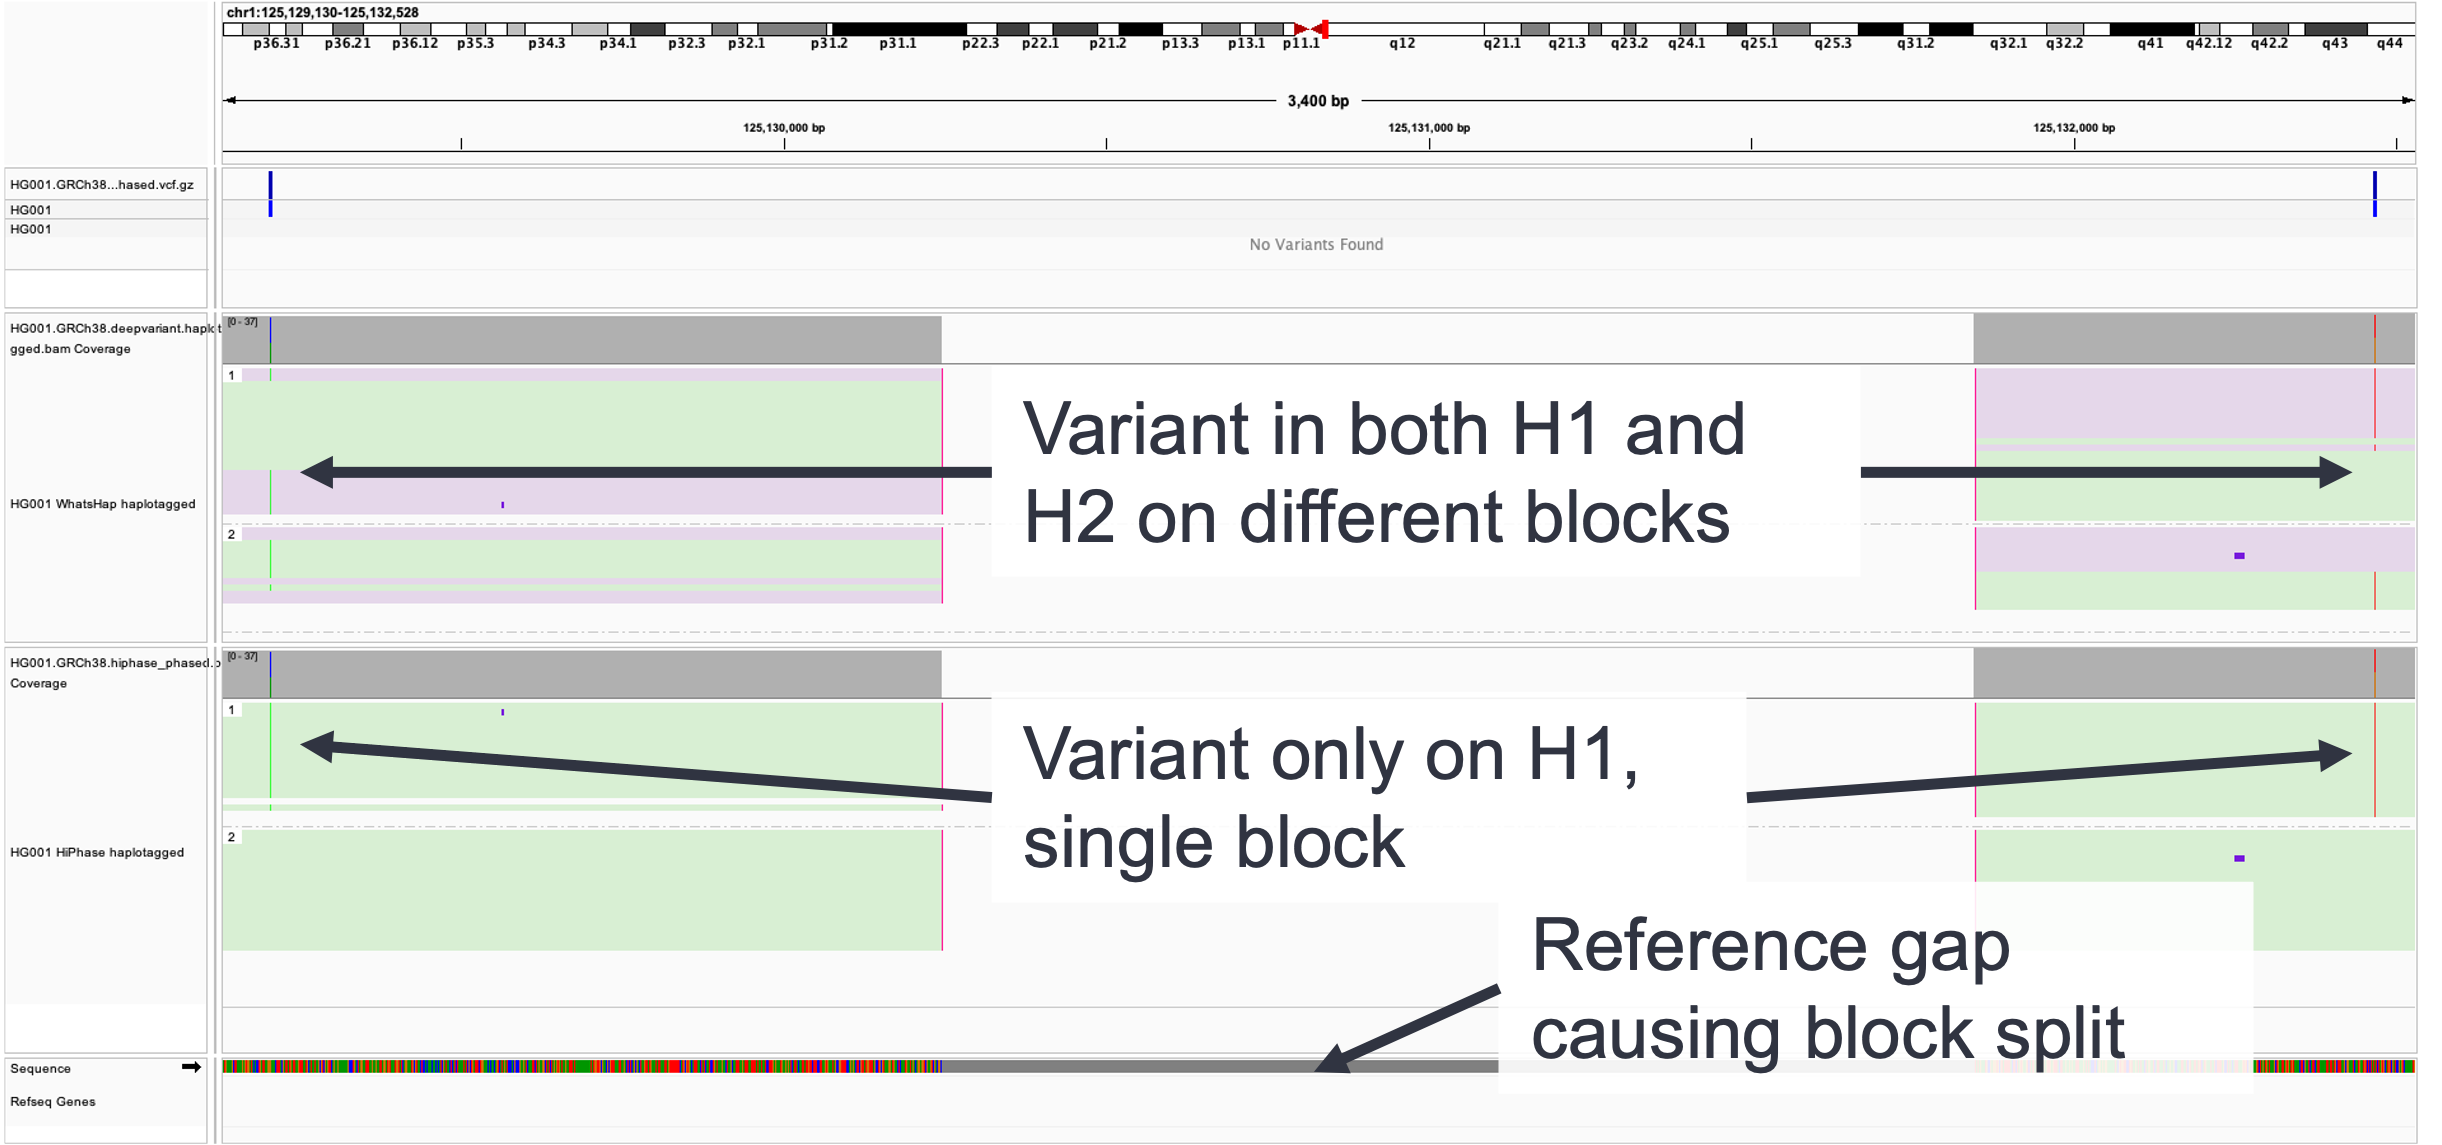 chr1:125,129,130-125,132,528
p36.31 p36.21 p36.12 p35.3 p34.3 p34.1 p32.3 p32.1 p31.2 p31.1 p22.3 p22.1 p21.2 p13.3 p13.1 p11.1 q12 q21.1 q21.3 q23.2 q24.1 q25.1 q25.3 q31.2 q32.1 q32.2 q41 q42.12 q42.2 q43 q44
3,400 bp
125,130,000 bp 125,131,000 bp 125,132,000 bp
HG001.GRCh38...hased.vcf.gz
HG001
HG001
No Variants Found
HG001.GRCh38.deepvariant.haplot
gged.bam Coverage
[0 - 37]
1
HG001 WhatsHap haplotagged
2
Variant in both H1 and
H2 on different blocks
HG001.GRCh38.hiphase_phased.b
Coverage
[0 - 37]
1
HG001 HiPhase haplotagged
2
Variant only on H1,
single block
Reference gap
causing block split
Sequence
Refseq Genes